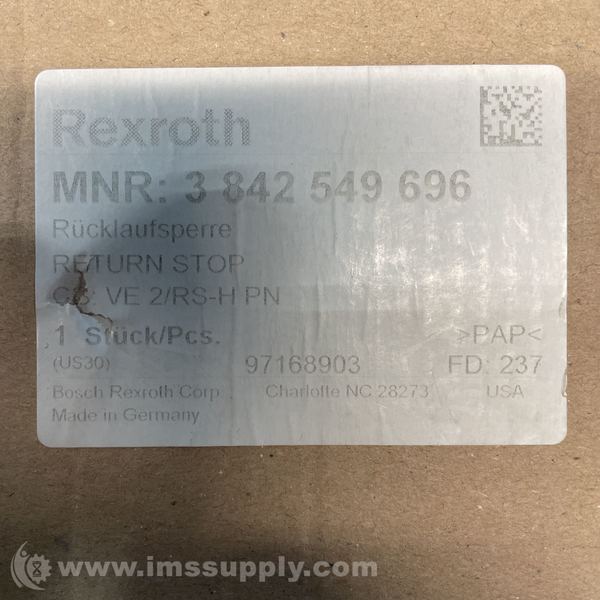 Rexroth
MNR: 3 842 549 696
Rücklaufsperre
RETURN STOP
VE 2/RS-H PN
1 Stück/Pcs. >PAP<
(US30) 97168903 FD: 237
Bosch Rexroth Corp Charlotte NC 28273 USA
Made in Germany
www.imssupply.com